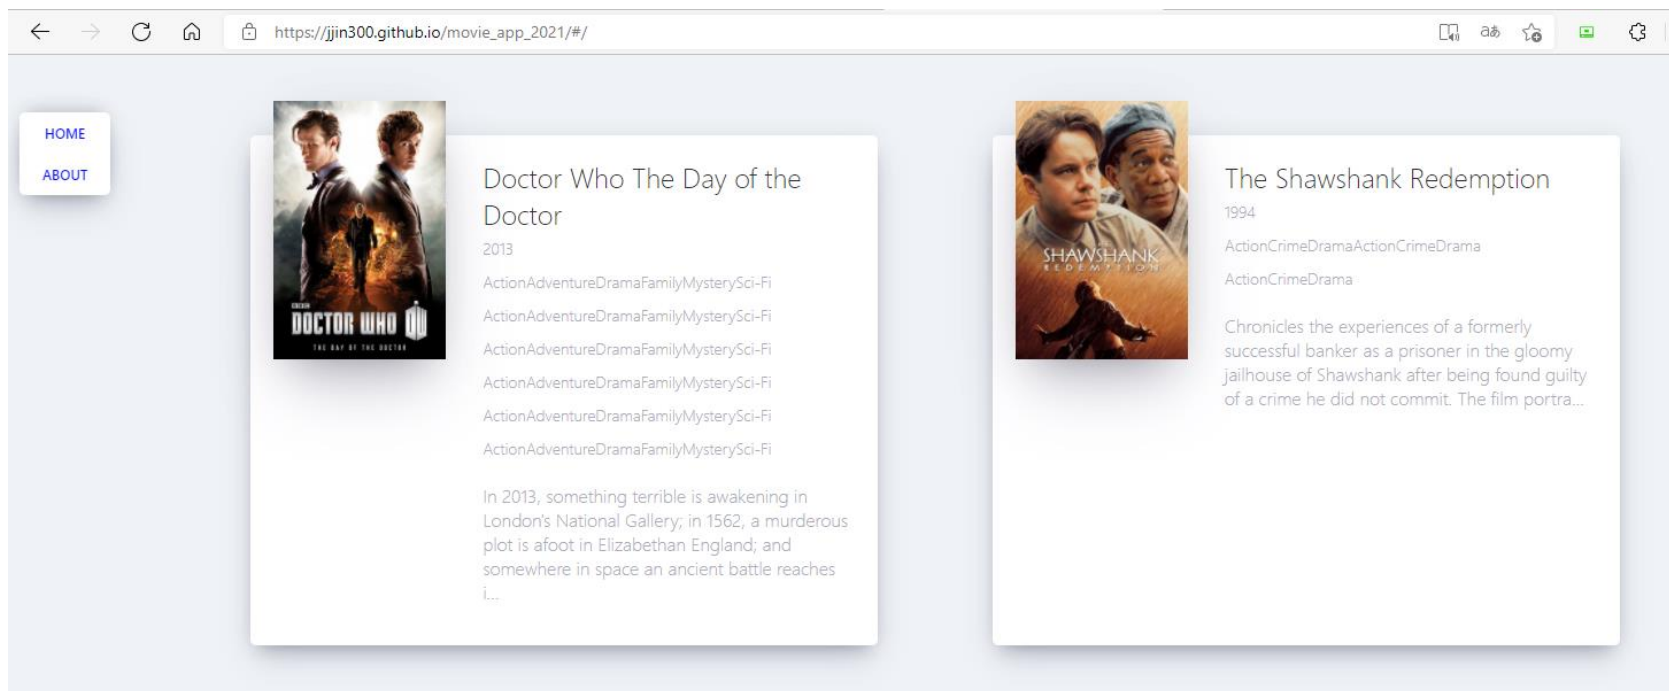 https://jjin300.github.io/movie_app_2021/#/
aあ
HOME
ABOUT
DOCTOR WHO
THE DAY OF THE DOCTOR
Doctor Who The Day of the
Doctor
2013
ActionAdventureDramaFamilyMysterySci-Fi
ActionAdventureDramaFamilyMysterySci-Fi
ActionAdventureDramaFamilyMysterySci-Fi
ActionAdventureDramaFamilyMysterySci-Fi
ActionAdventureDramaFamilyMysterySci-Fi
ActionAdventureDramaFamilyMysterySci-Fi
In 2013, something terrible is awakening in
London's National Gallery; in 1562, a murderous
plot is afoot in Elizabethan England; and
somewhere in space an ancient battle reaches
i...
SHAWSHANK
REDEMPTION
The Shawshank Redemption
1994
ActionCrimeDramaActionCrimeDrama
ActionCrimeDrama
Chronicles the experiences of a formerly
successful banker as a prisoner in the gloomy
jailhouse of Shawshank after being found guilty
of a crime he did not commit. The film portra...